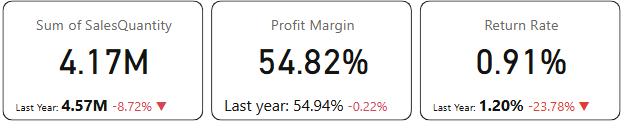 Sum of SalesQuantity
4.17M
Last Year: 4.57M -8.72% ▼
Profit Margin
54.82%
Last year: 54.94% -0.22%
Return Rate
0.91%
Last Year: 1.20% -23.78% ▼